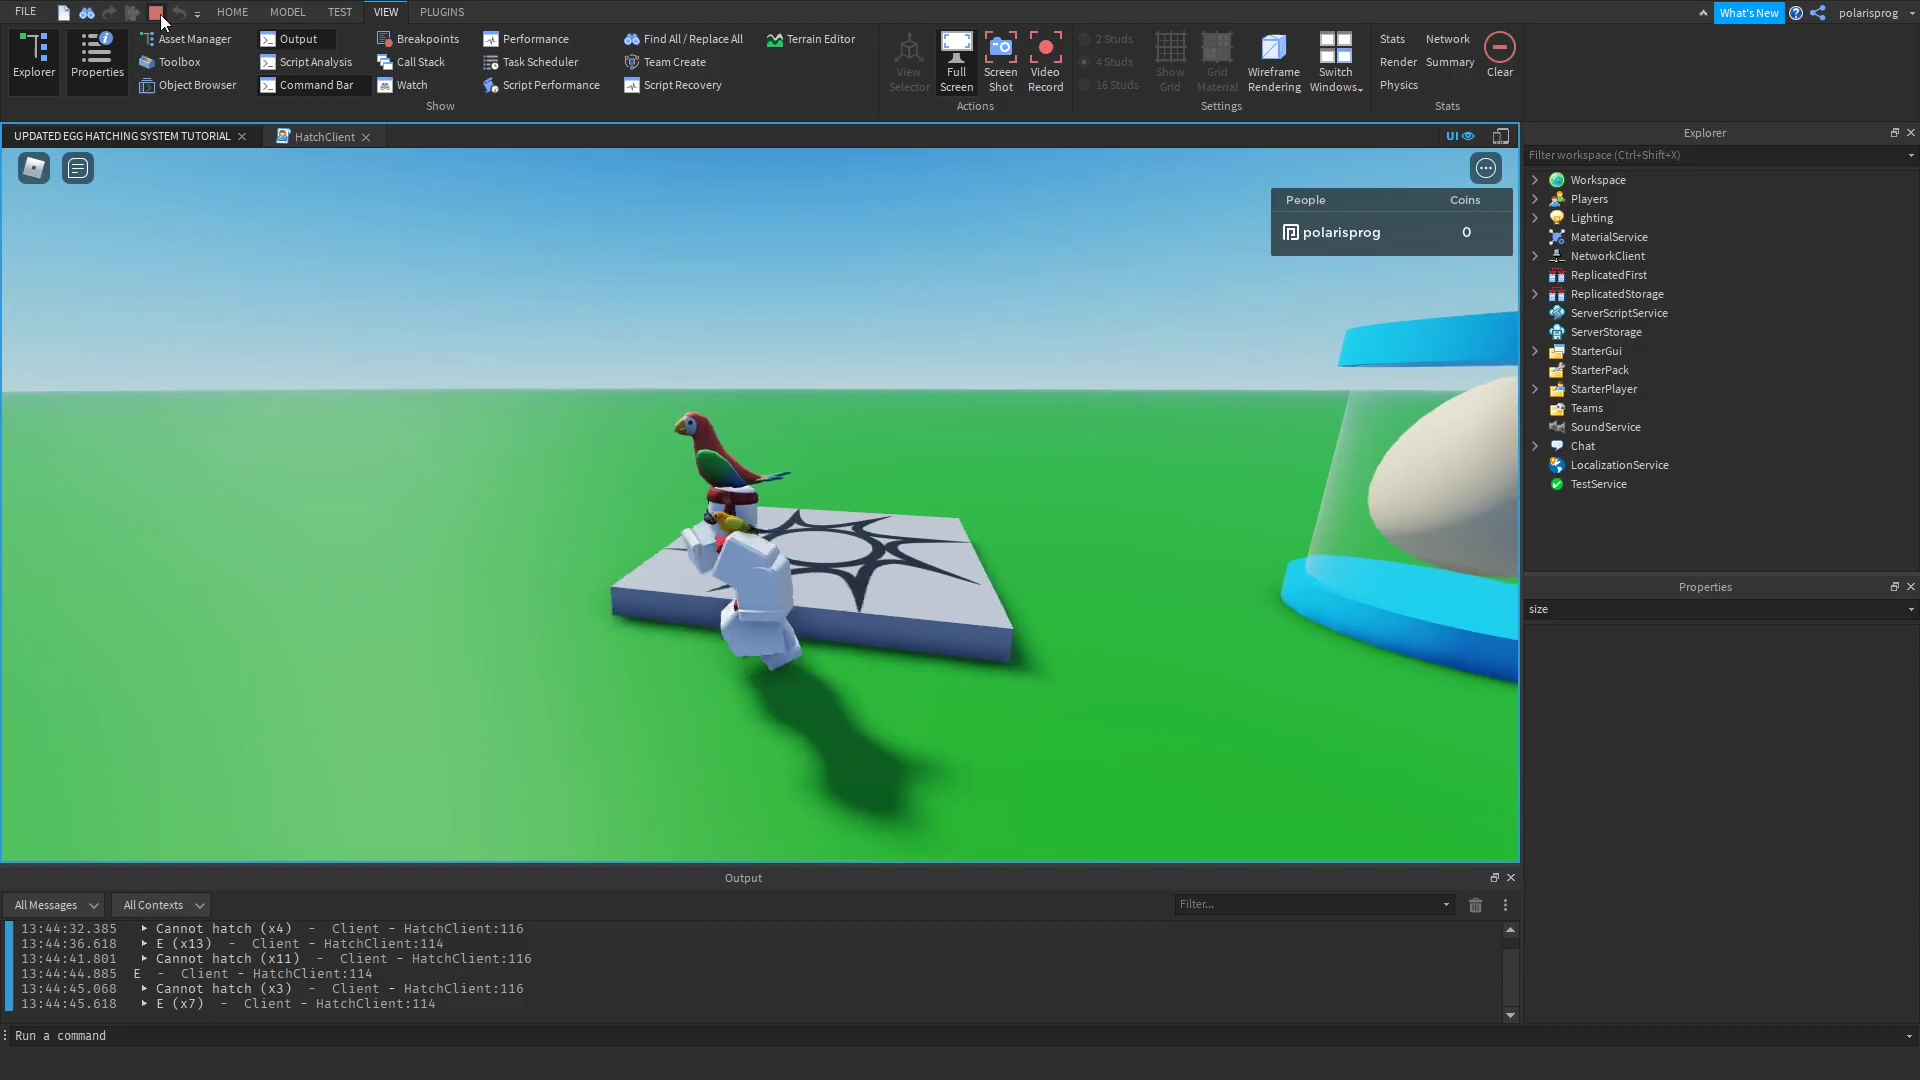 FILE HOME MODEL TEST VIEW PLUGINS What's New polarisprog
Explorer
Properties
Asset Manager
Toolbox
Object Browser
Output
Script Analysis
Command Bar
Breakpoints
Call Stack
Watch
Performance
Task Scheduler
Script Performance
Find All / Replace All
Team Create
Script Recovery
Terrain Editor
Show
View
Selector
Full
Screen
Screen
Shot
Video
Record
Actions
2 Studs
4 Studs
16 Studs
Show
Grid
Grid
Material
Wireframe
Rendering
Switch
Windows
Settings
Stats
Network
Render
Summary
Physics
Clear
Stats
UPDATED EGG HATCHING SYSTEM TUTORIAL
HatchClient
UI
People Coins
polarisprog 0
Explorer
Filter workspace (Ctrl+Shift+X)
Workspace
Players
Lighting
MaterialService
NetworkClient
ReplicatedFirst
ReplicatedStorage
ServerScriptService
ServerStorage
StarterGui
StarterPack
StarterPlayer
Teams
SoundService
Chat
LocalizationService
TestService
Properties
size
Output
All Messages All Contexts Filter...
13:44:32.385 Cannot hatch (x4) - Client - HatchClient:116
13:44:36.618 E (x13) - Client - HatchClient:114
13:44:41.801 Cannot hatch (x11) - Client - HatchClient:116
13:44:44.885 E - Client - HatchClient:114
13:44:45.068 Cannot hatch (x3) - Client - HatchClient:116
13:44:45.618 E (x7) - Client - HatchClient:114
Run a command